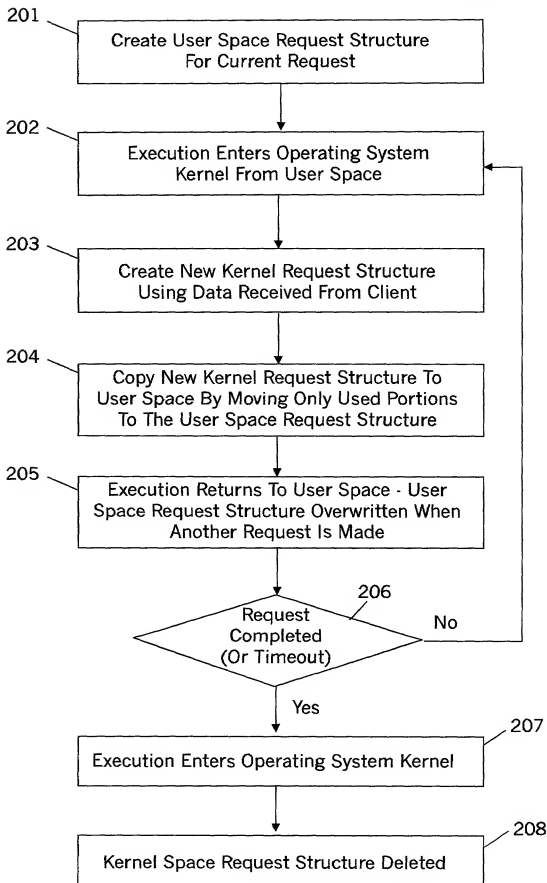 201
Create User Space Request Structure
For Current Request
202
Execution Enters Operating System
Kernel From User Space
203
Create New Kernel Request Structure
Using Data Received From Client
204
Copy New Kernel Request Structure To
User Space By Moving Only Used Portions
To The User Space Request Structure
205
Execution Returns To User Space - User
Space Request Structure Overwritten When
Another Request Is Made
206
Request
Completed
(Or Timeout)
No
Yes
207
Execution Enters Operating System Kernel
208
Kernel Space Request Structure Deleted